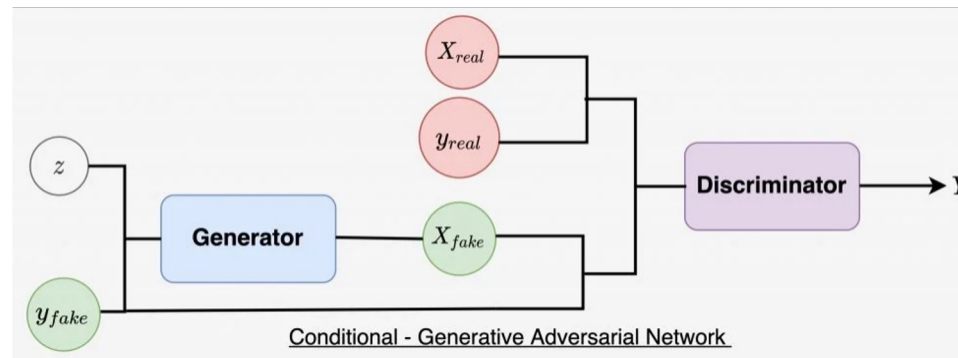 X_real
y_real
z
Discriminator
Generator
X_fake
y_fake
Conditional - Generative Adversarial Network